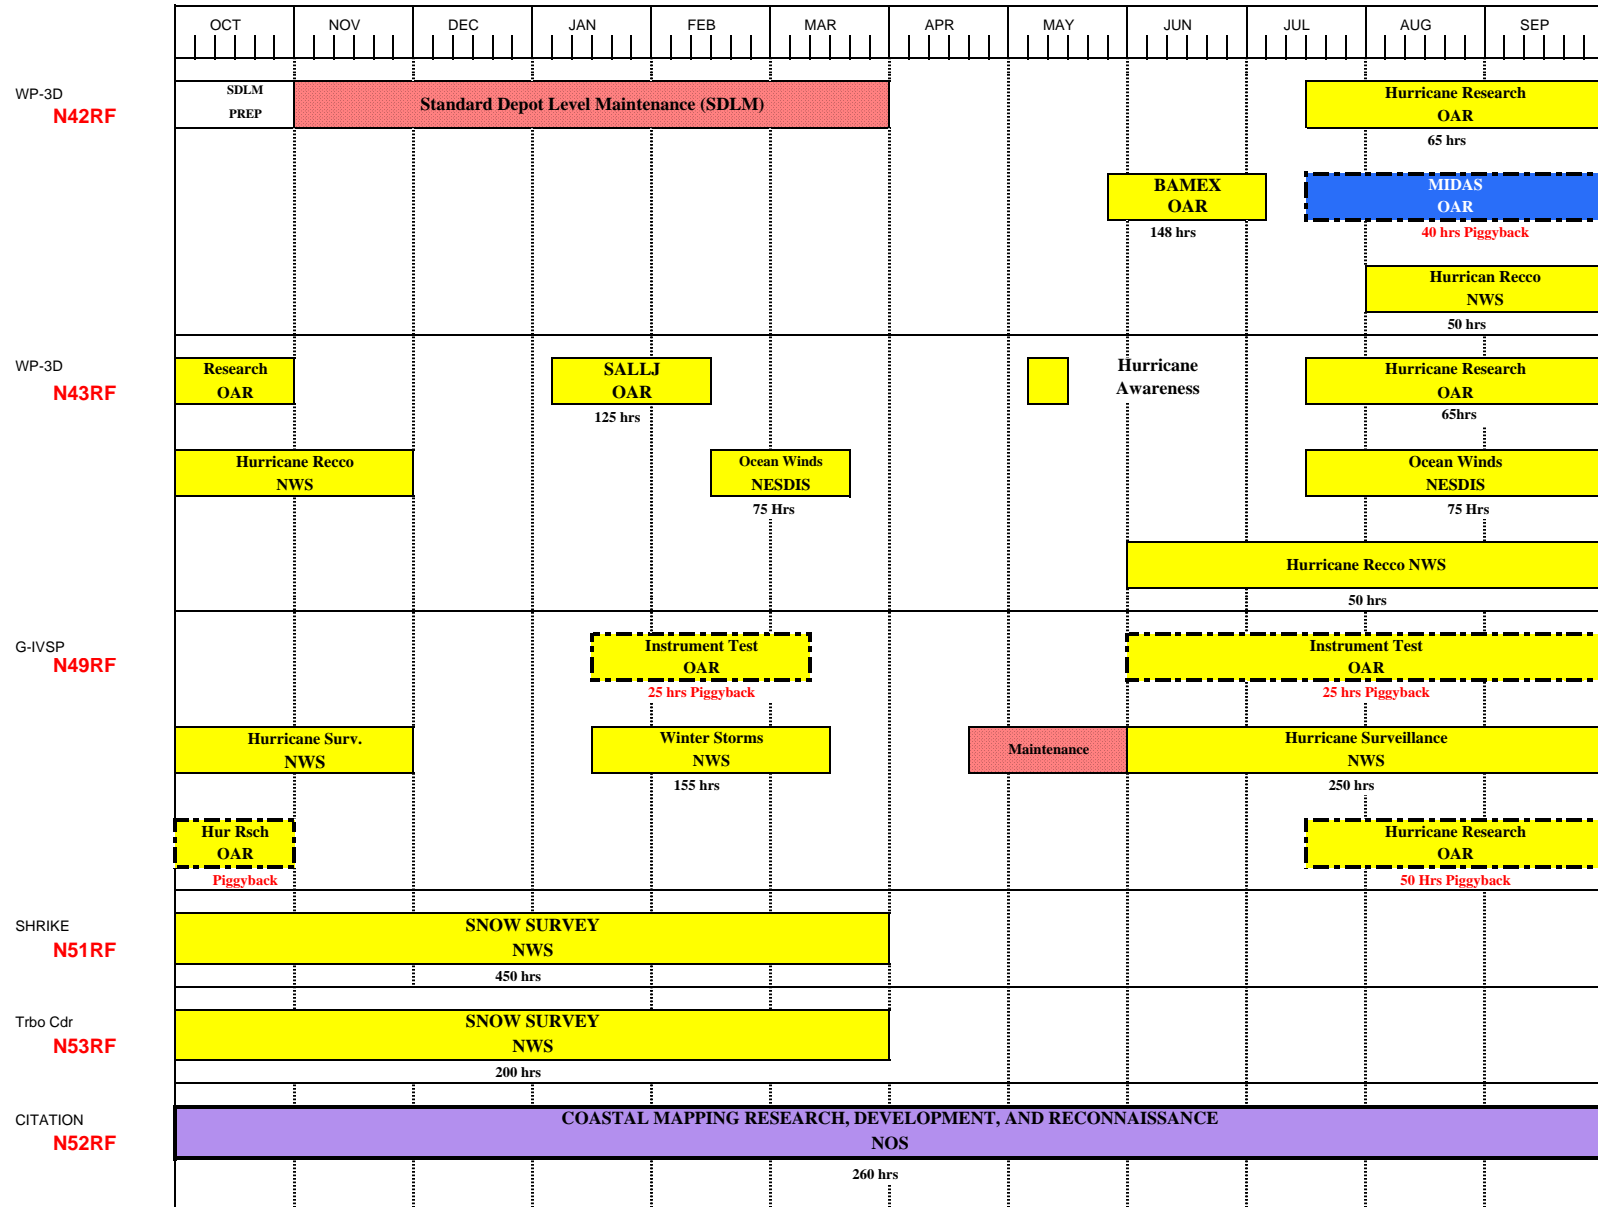 OCT NOV DEC JAN FEB MAR APR MAY JUN JUL AUG SEP
WP-3D
N42RF
SDLM
PREP
Standard Depot Level Maintenance (SDLM)
Hurricane Research
OAR
65 hrs
BAMEX
OAR
148 hrs
MIDAS
OAR
40 hrs Piggyback
Hurrican Recco
NWS
50 hrs
WP-3D
N43RF
Research
OAR
SALLJ
OAR
125 hrs
Hurricane
Awareness
Hurricane Research
OAR
65hrs
Hurricane Recco
NWS
Ocean Winds
NESDIS
75 Hrs
Ocean Winds
NESDIS
75 Hrs
Hurricane Recco NWS
50 hrs
G-IVSP
N49RF
Instrument Test
OAR
25 hrs Piggyback
Instrument Test
OAR
25 hrs Piggyback
Hurricane Surv.
NWS
Winter Storms
NWS
155 hrs
Maintenance
Hurricane Surveillance
NWS
250 hrs
Hur Rsch
OAR
Piggyback
Hurricane Research
OAR
50 Hrs Piggyback
SHRIKE
N51RF
SNOW SURVEY
NWS
450 hrs
Trbo Cdr
N53RF
SNOW SURVEY
NWS
200 hrs
CITATION
N52RF
COASTAL MAPPING RESEARCH, DEVELOPMENT, AND RECONNAISSANCE
NOS
260 hrs